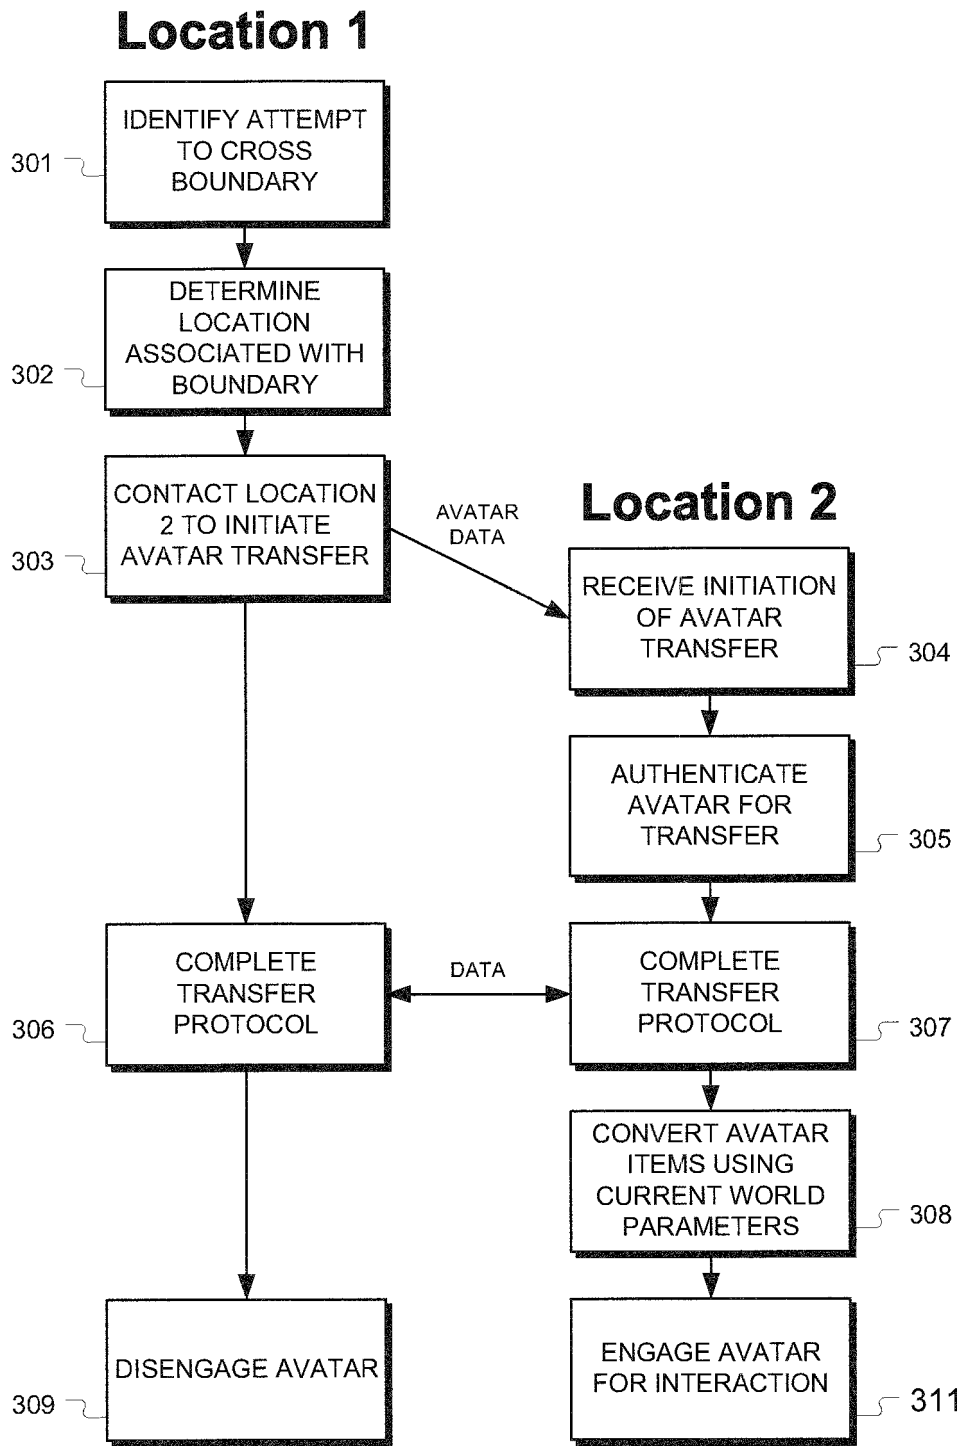 Location 1
IDENTIFY ATTEMPT
TO CROSS
BOUNDARY
301
DETERMINE
LOCATION
ASSOCIATED WITH
BOUNDARY
302
CONTACT LOCATION
2 TO INITIATE
AVATAR TRANSFER
303
AVATAR
DATA
Location 2
RECEIVE INITIATION
OF AVATAR
TRANSFER
304
AUTHENTICATE
AVATAR FOR
TRANSFER
305
COMPLETE
TRANSFER
PROTOCOL
306
DATA
COMPLETE
TRANSFER
PROTOCOL
307
CONVERT AVATAR
ITEMS USING
CURRENT WORLD
PARAMETERS
308
DISENGAGE AVATAR
309
ENGAGE AVATAR
FOR INTERACTION
311